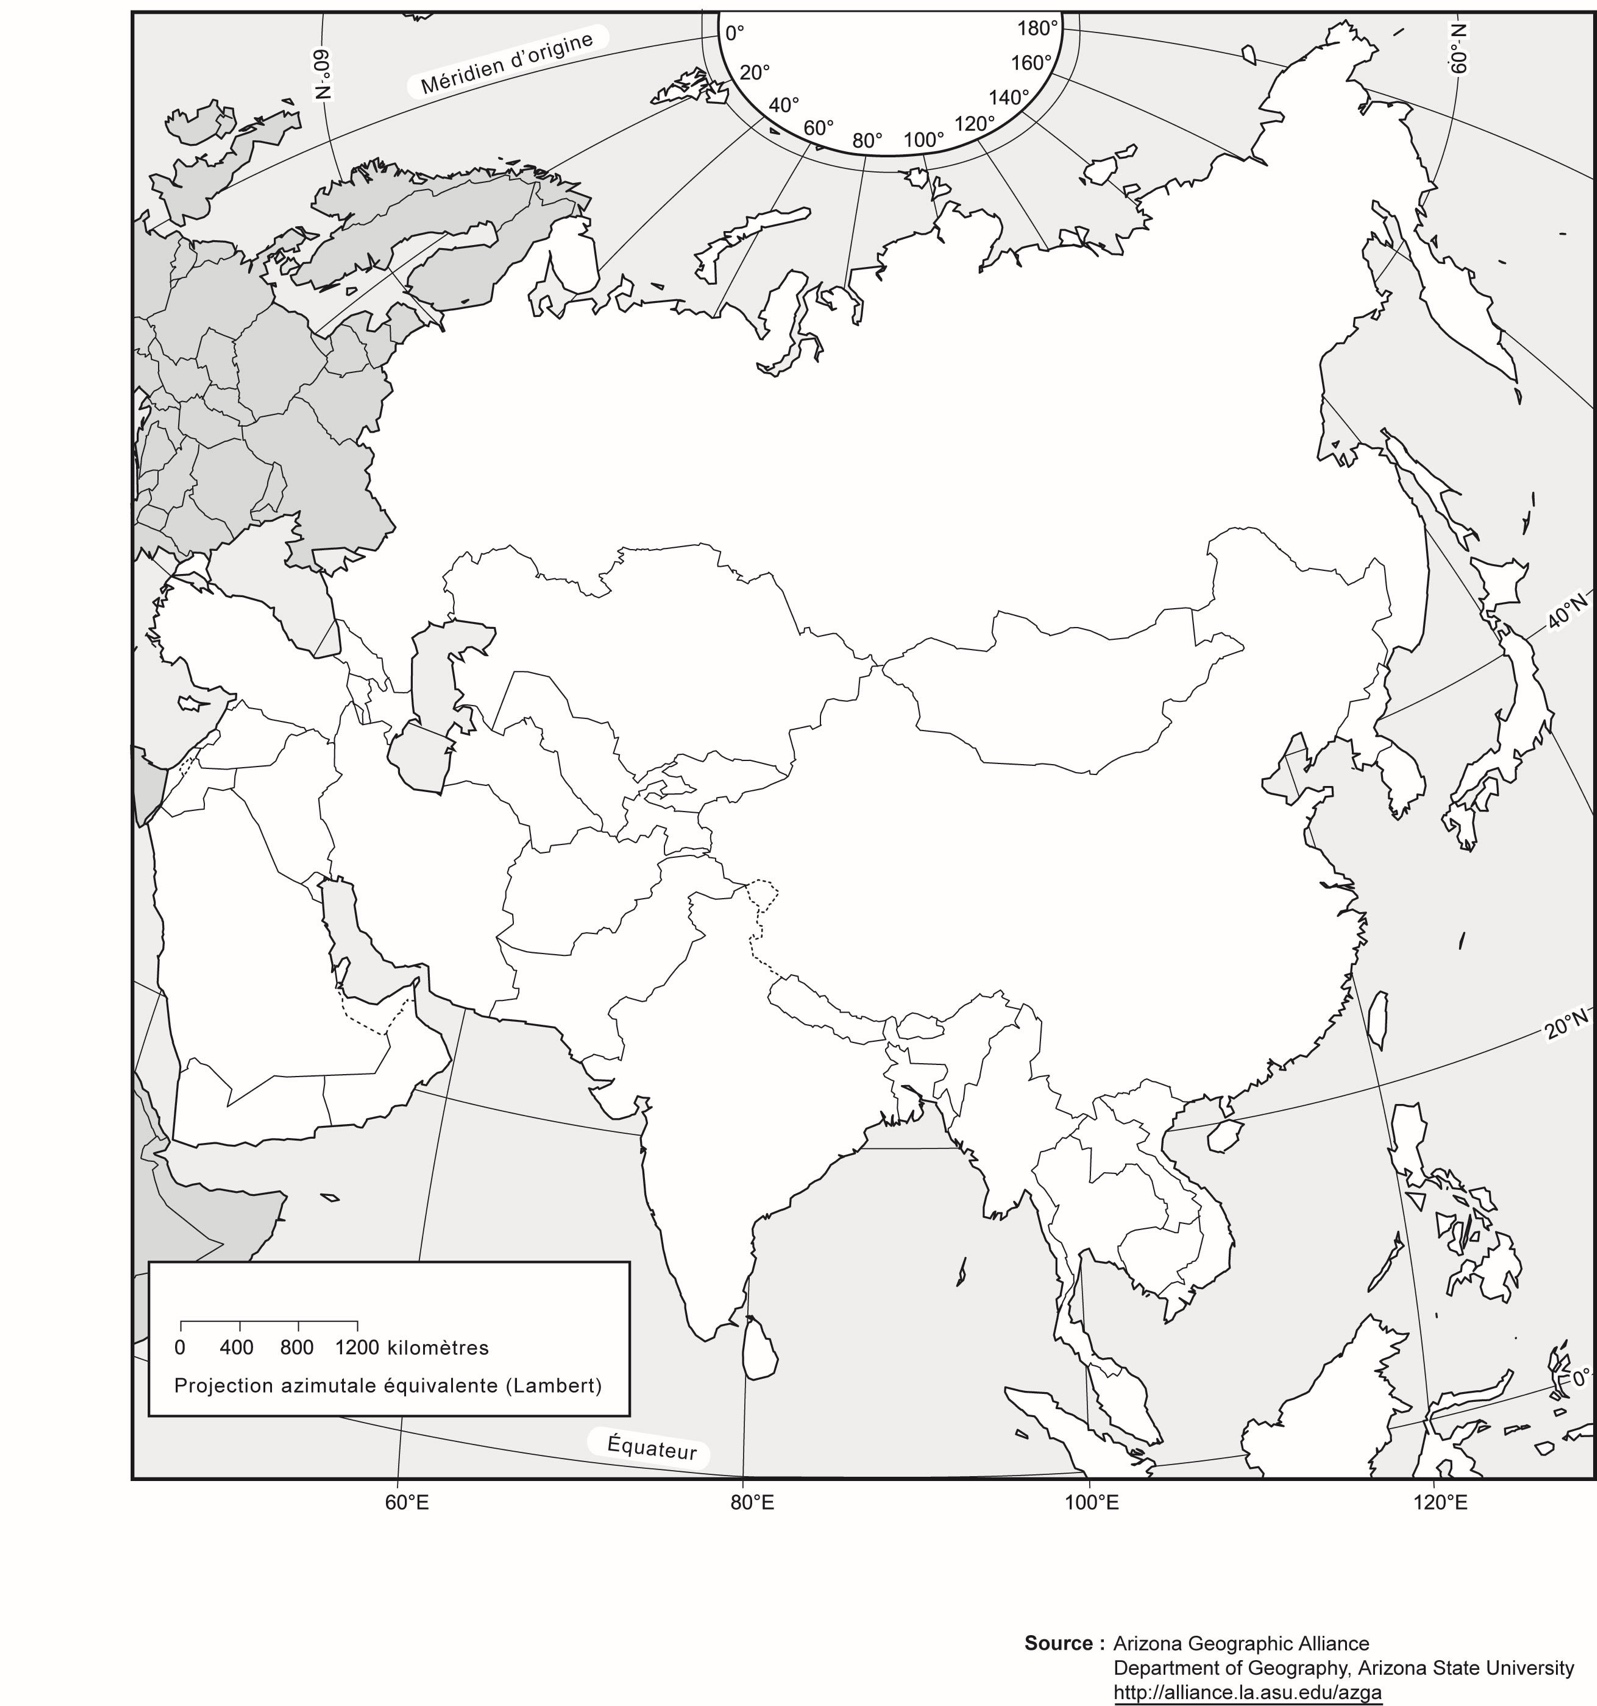 60°N
Méridien d'origine
0°
20°
40°
60°
80°
100°
120°
140°
160°
180°
60°N
40°N
20°N
0°
0 400 800 1200 kilomètres
Projection azimutale équivalente (Lambert)
Équateur
60°E 80°E 100°E 120°E
Source : Arizona Geographic Alliance
Department of Geography, Arizona State University
http://alliance.la.asu.edu/azga